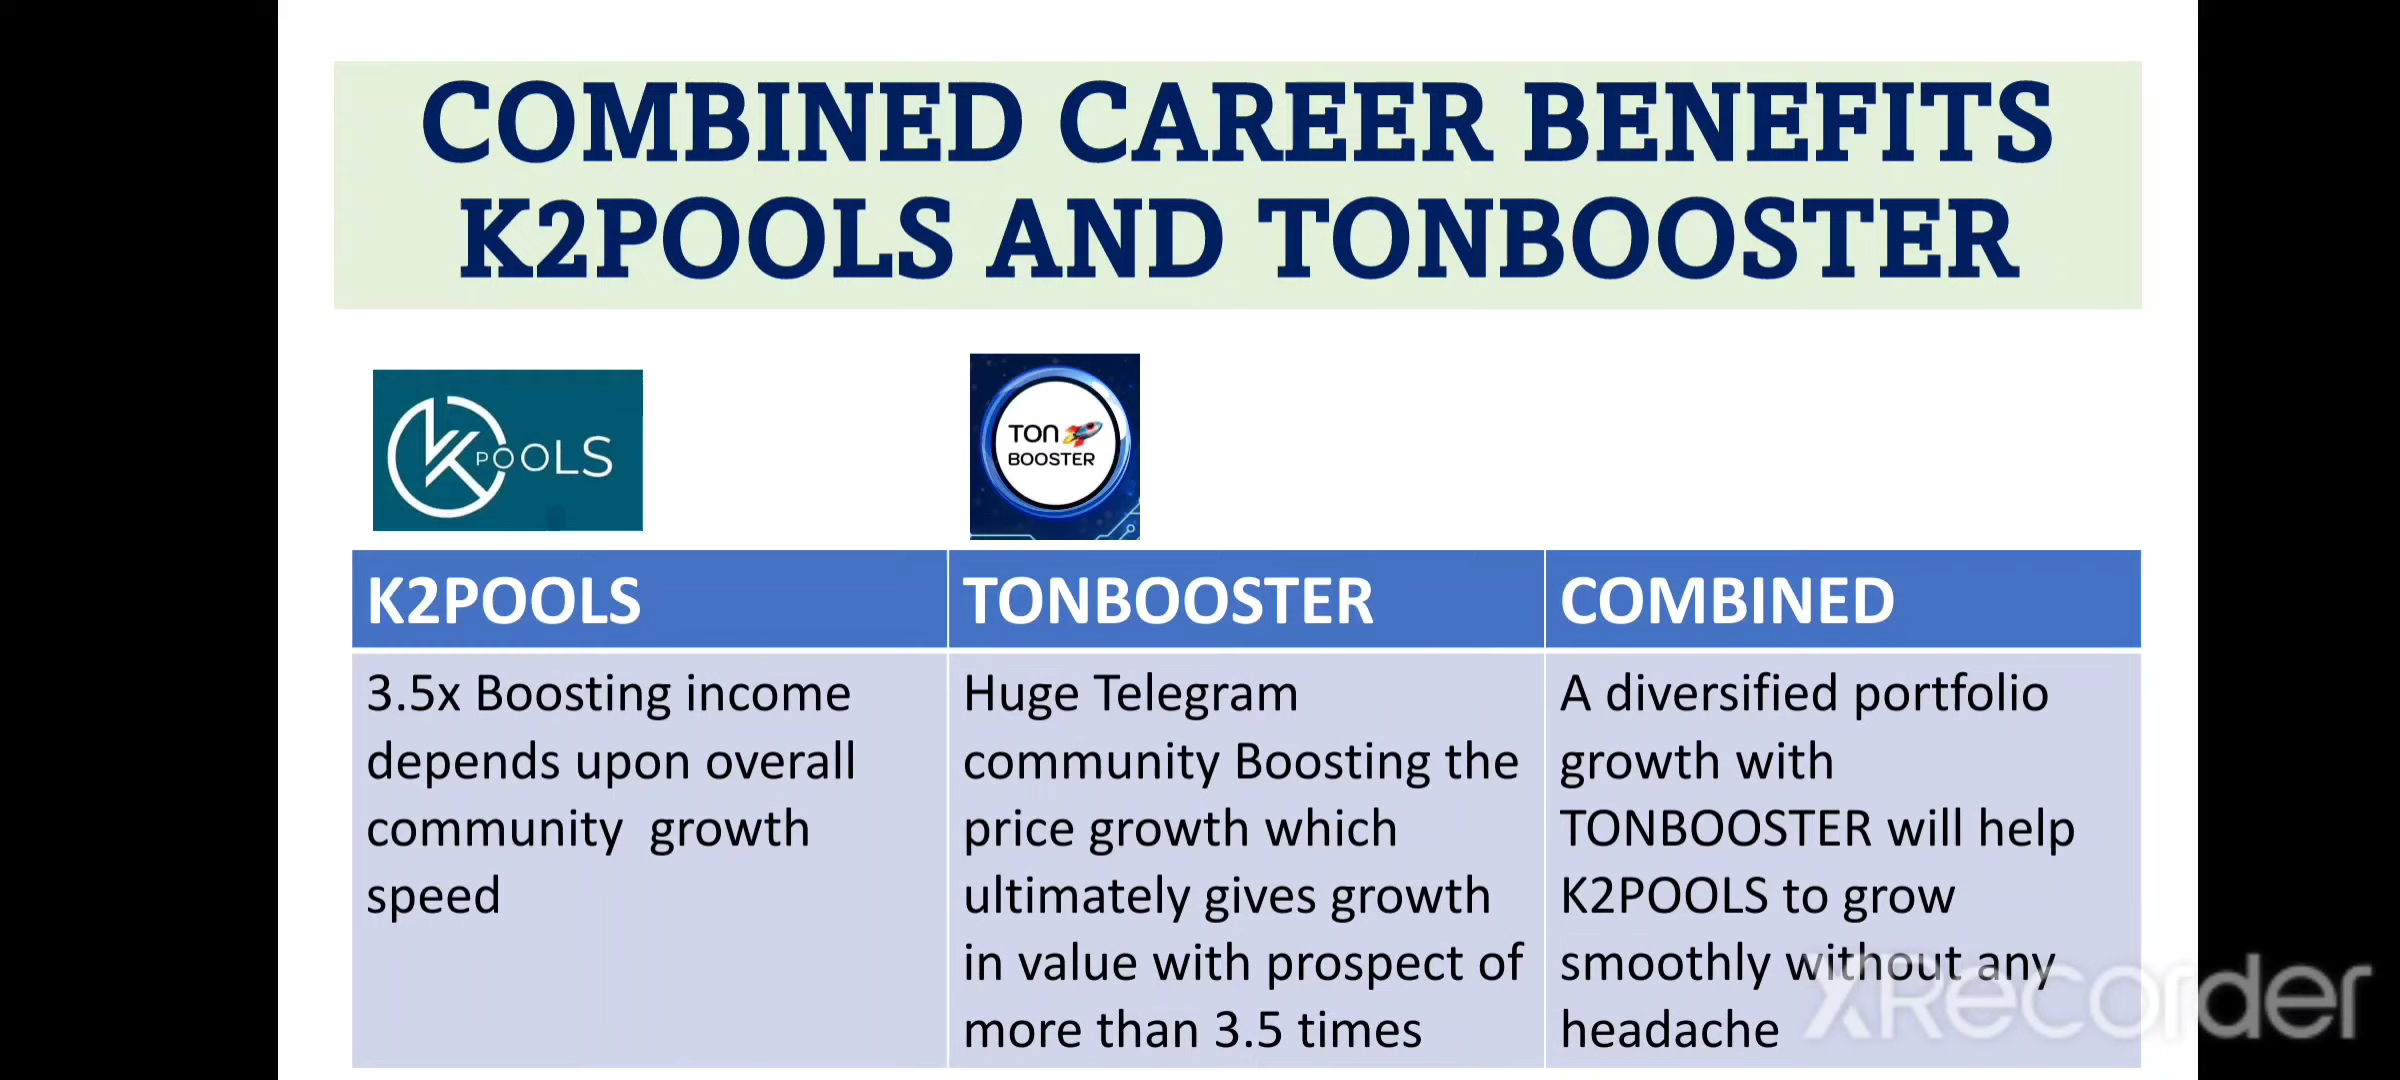 COMBINED CAREER BENEFITS
K2POOLS AND TONBOOSTER
K POOLS
TON
BOOSTER
K2POOLS
3.5x Boosting income
depends upon overall
community  growth
speed
TONBOOSTER
Huge Telegram
community Boosting the
price growth which
ultimately gives growth
in value with prospect of
more than 3.5 times
COMBINED
A diversified portfolio
growth with
TONBOOSTER will help
K2POOLS to grow
smoothly without any
headache
XRecorder